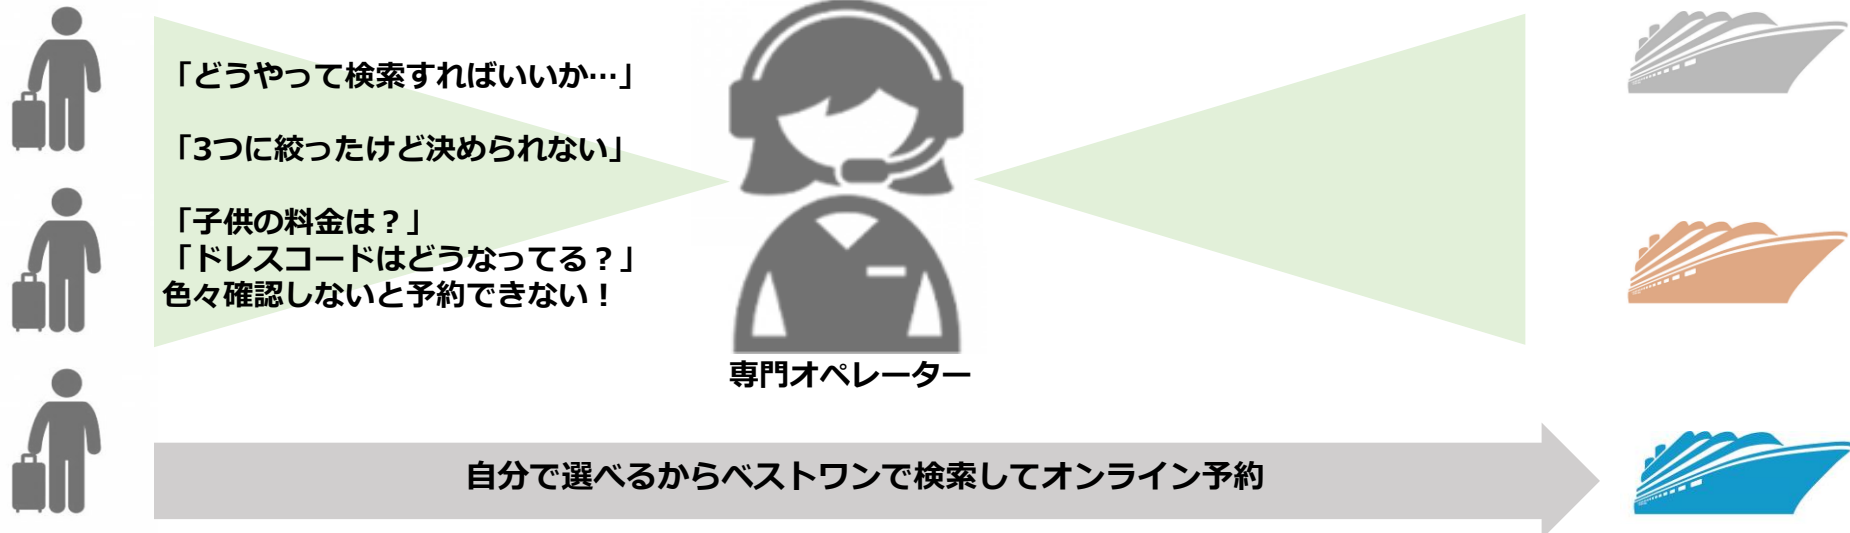 「どうやって検索すればいいか…」
「3つに絞ったけど決められない」
「子供の料金は？」
「ドレスコードはどうなってる？」
色々確認しないと予約できない！
専門オペレーター
自分で選べるからベストワンで検索してオンライン予約